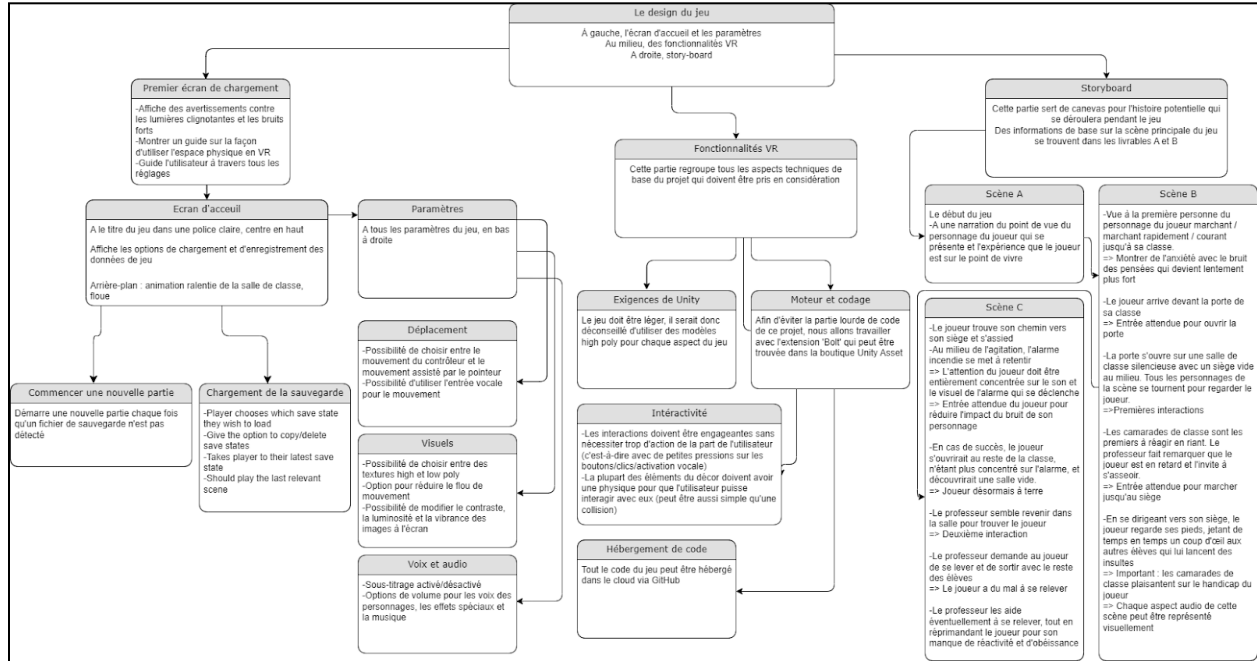 Le design du jeu
À gauche, l'écran d'accueil et les paramètres
Au milieu, des fonctionnalités VR
A droite, story-board
Premier écran de chargement
-Affiche des avertissements contre
les lumières clignotantes et les bruits
forts
-Montrer un guide sur la façon
d'utiliser l'espace physique en VR
-Guide l'utilisateur à travers tous les
règlages
Ecran d'acceuil
A le titre du jeu dans une police claire, centre en haut
Affiche les options de chargement et d'enregistrement des
données de jeu
Arrière-plan : animation ralentie de la salle de classe,
floue
Paramètres
A tous les paramètres du jeu, en bas
à droite
Commencer une nouvelle partie
Démarre une nouvelle partie chaque fois
qu'un fichier de sauvegarde n'est pas
détecté
Chargement de la sauvegarde
-Player chooses which save state
they wish to load
-Give the option to copy/delete
save states
-Takes player to their latest save
state
-Should play the last relevant
scene
Déplacement
-Possibilité de choisir entre le
mouvement du contrôleur et le
mouvement assisté par le pointeur
-Possibilité d'utiliser l'entrée vocale
pour le mouvement
Visuels
-Possibilité de choisir entre des
textures high et low poly
-Option pour réduire le flou de
mouvement
-Possibilité de modifier le contraste,
la luminosité et la vibrance des
images à l'écran
Voix et audio
-Sous-titrage activé/désactivé
-Options de volume pour les voix des
personnages, les effets spéciaux et
la musique
Fonctionnalités VR
Cette partie regroupe tous les aspects techniques de
base du projet qui doivent être pris en considération
Exigences de Unity
Le jeu doit être léger, il serait donc
déconseillé d'utiliser des modèles
high poly pour chaque aspect du jeu
Moteur et codage
Afin d'éviter la partie lourde de code
de ce projet, nous allons travailler
avec l'extension 'Bolt' qui peut être
trouvée dans la boutique Unity Asset
Intéractivité
-Les interactions doivent être engageantes sans
nécessiter trop d'action de la part de l'utilisateur
(c'est-à-dire avec de petites pressions sur les
boutons/clics/activation vocale)
-La plupart des éléments du décor doivent avoir
une physique pour que l'utilisateur puisse
interagir avec eux (peut être aussi simple qu'une
collision)
Hébergement de code
Tout le code du jeu peut être hébergé
dans le cloud via GitHub
Storyboard
Cette partie sert de canevas pour l'histoire potentielle qui
se déroulera pendant le jeu
Des informations de base sur la scène principale du jeu
se trouvent dans les livrables A et B
Scène A
Le début du jeu
-A une narration du point de vue du
personnage du joueur qui se
présente et l'expérience que le joueur
est sur le point de vivre
Scène B
-Vue à la première personne du
personnage du joueur marchant /
marchant rapidement / courant
jusqu'à sa classe.
=> Montrer de l'anxiété avec le bruit
des pensées qui devient lentement
plus fort
-Le joueur arrive devant la porte de
sa classe
=> Entrée attendue pour ouvrir la
porte
-La porte s'ouvre sur une salle de
classe silencieuse avec un siège vide
au milieu. Tous les personnages de
la scène se tournent pour regarder le
joueur.
=>Premières interactions
-Les camarades de classe sont les
premiers à réagir en riant. Le
professeur fait remarquer que le
joueur est en retard et l'invite à
s'asseoir.
=> Entrée attendue pour marcher
jusqu'au siège
-En se dirigeant vers son siège, le
joueur regarde ses pieds, jetant de
temps en temps un coup d'œil aux
autres élèves qui lui lancent des
insultes
=> Important : les camarades de
classe plaisantent sur le handicap du
joueur
=> Chaque aspect audio de cette
scène peut être représenté
visuellement
Scène C
-Le joueur trouve son chemin vers
son siège et s'assied
-Au milieu de l'agitation, l'alarme
incendie se met à retentir
=> L'attention du joueur doit être
entièrement concentrée sur le son et
le visuel de l'alarme qui se déclenche
=> Entrée attendue du joueur pour
réduire l'impact du bruit de son
personnage
-En cas de succès, le joueur
s'ouvrirait au reste de la classe,
n'étant plus concentré sur l'alarme, et
découvrirait une salle vide.
=> Joueur désormais à terre
-Le professeur semble revenir dans
la salle pour trouver le joueur
=> Deuxième interaction
-Le professeur demande au joueur
de se lever et de sortir avec le reste
des élèves
=> Le joueur a du mal à se relever
-Le professeur les aide
éventuellement à se relever, tout en
réprimandant le joueur pour son
manque de réactivité et d'obéissance